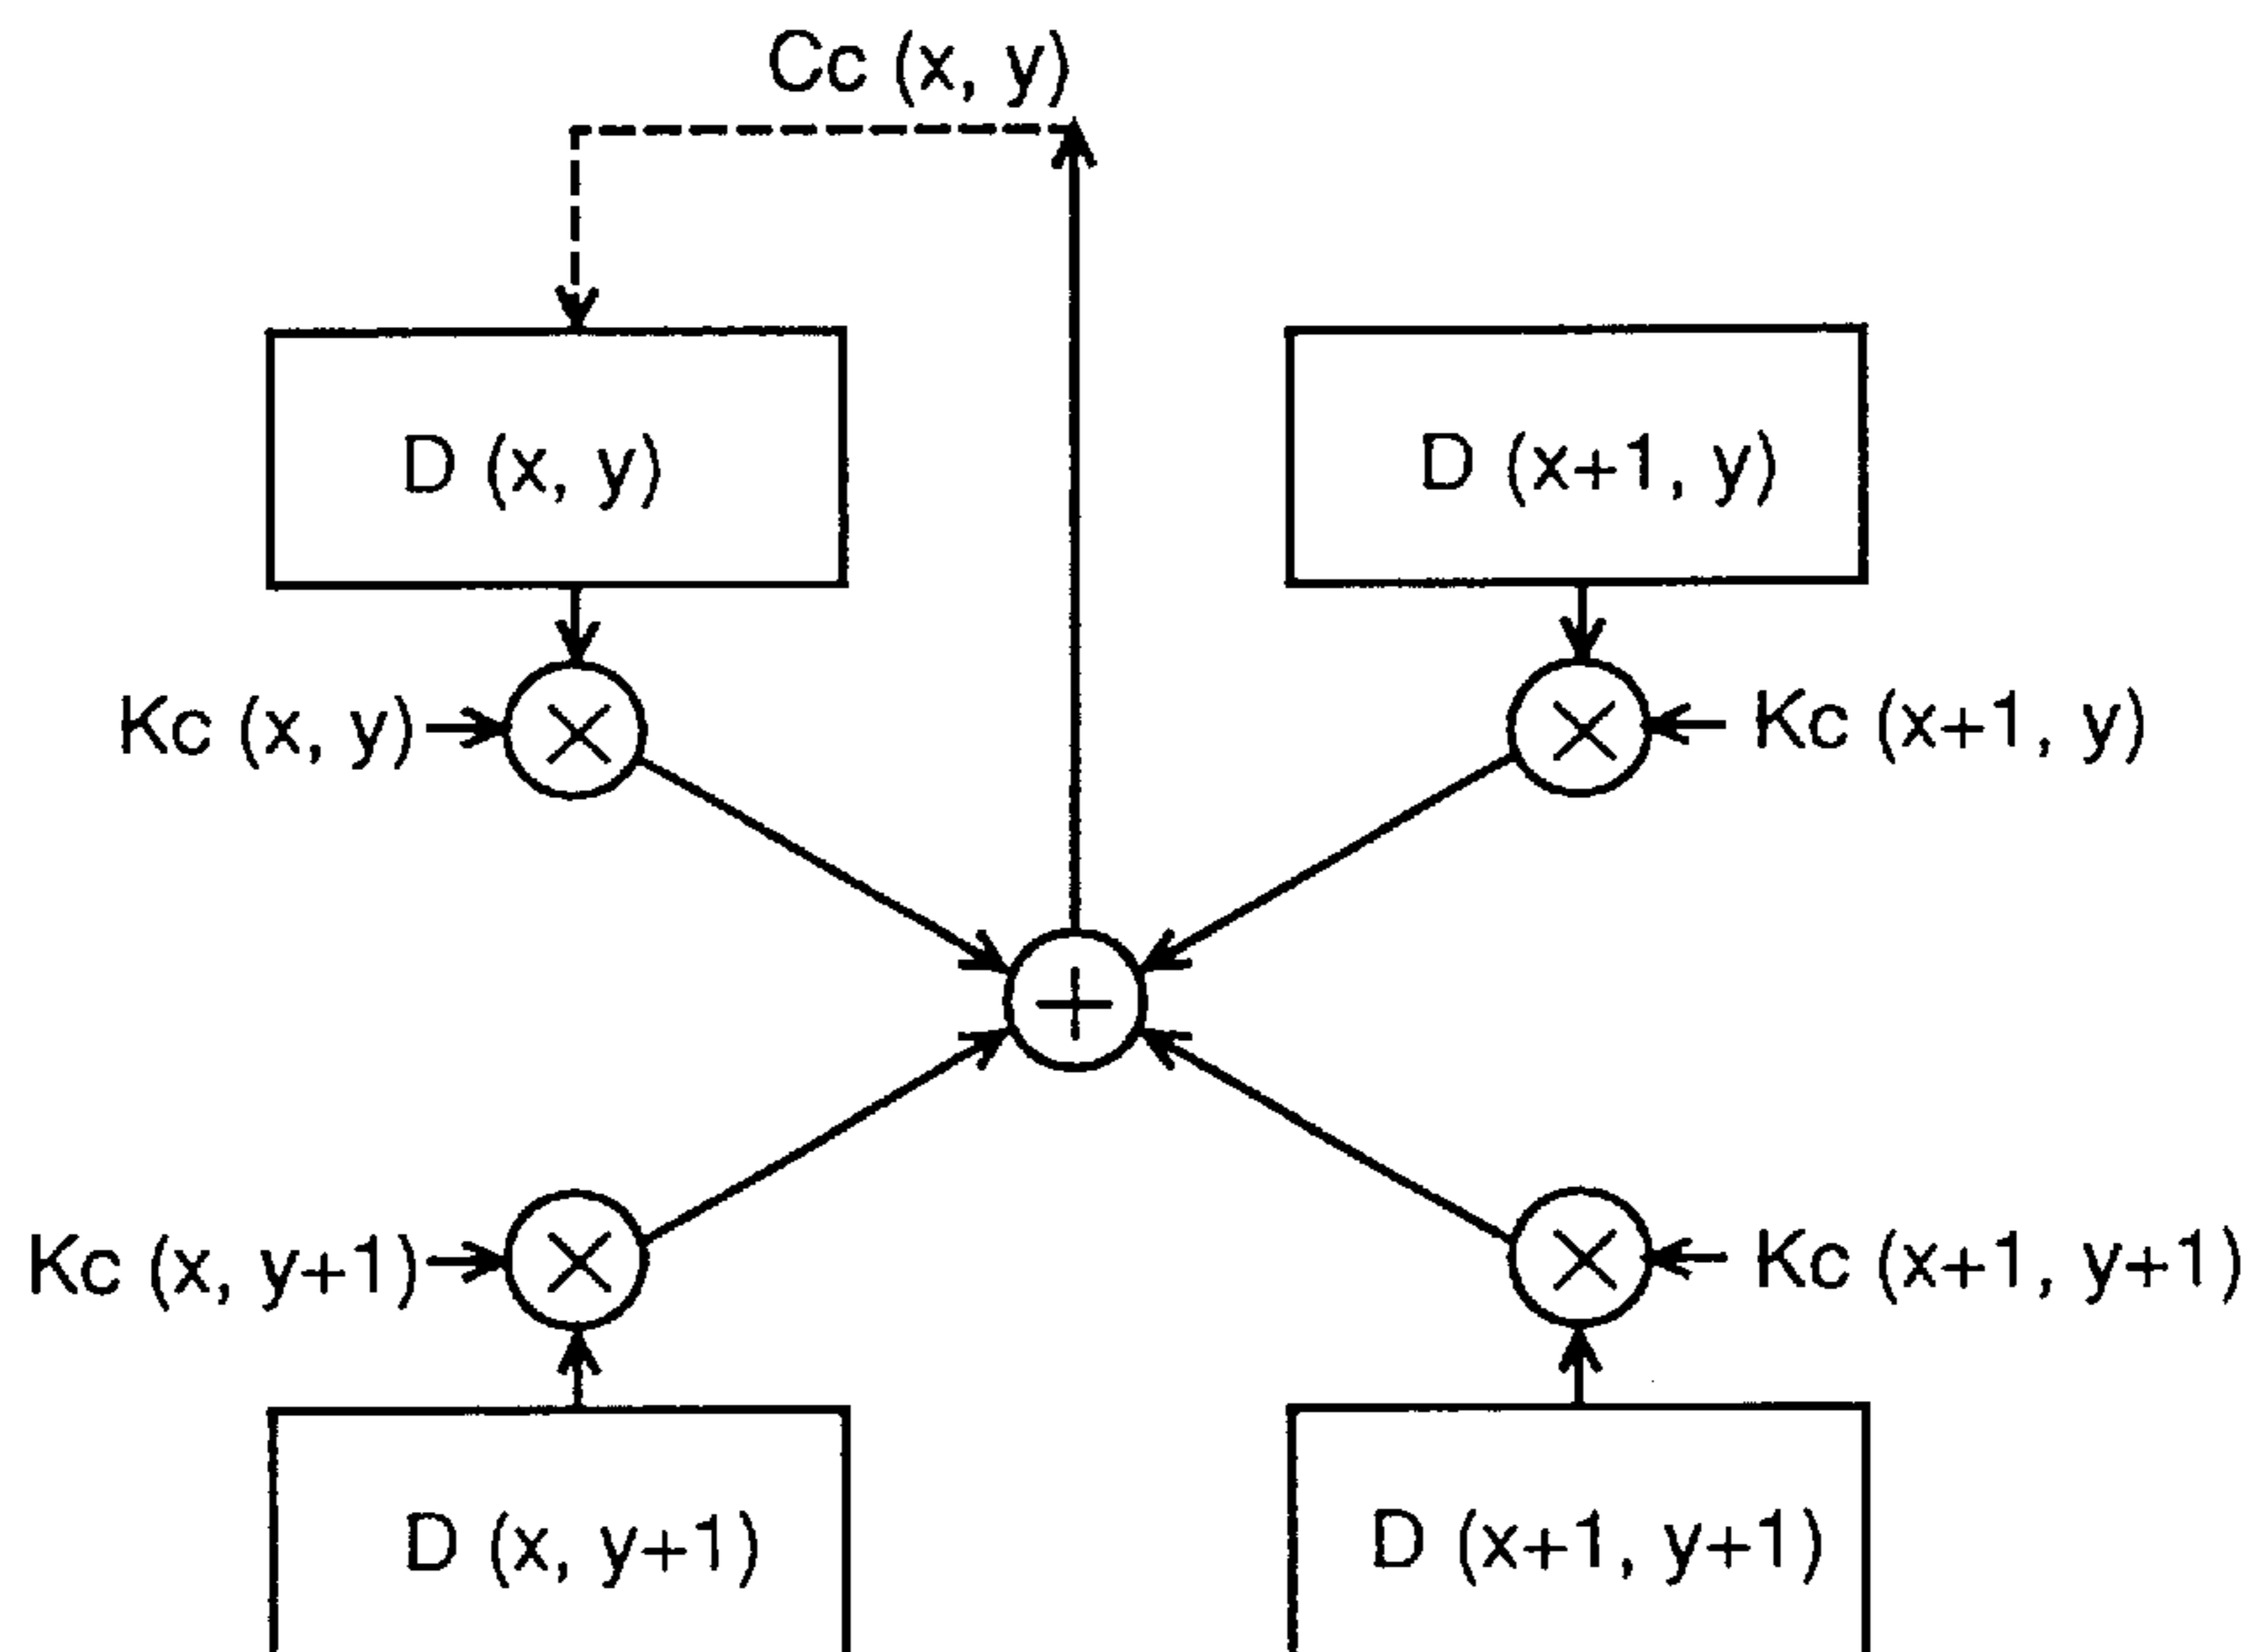 Cc (x, y)
D (x, y)
D (x+1, y)
Kc (x, y)
Kc (x+1, y)
Kc (x, y+1)
Kc (x+1, y+1)
D (x, y+1)
D (x+1, y+1)